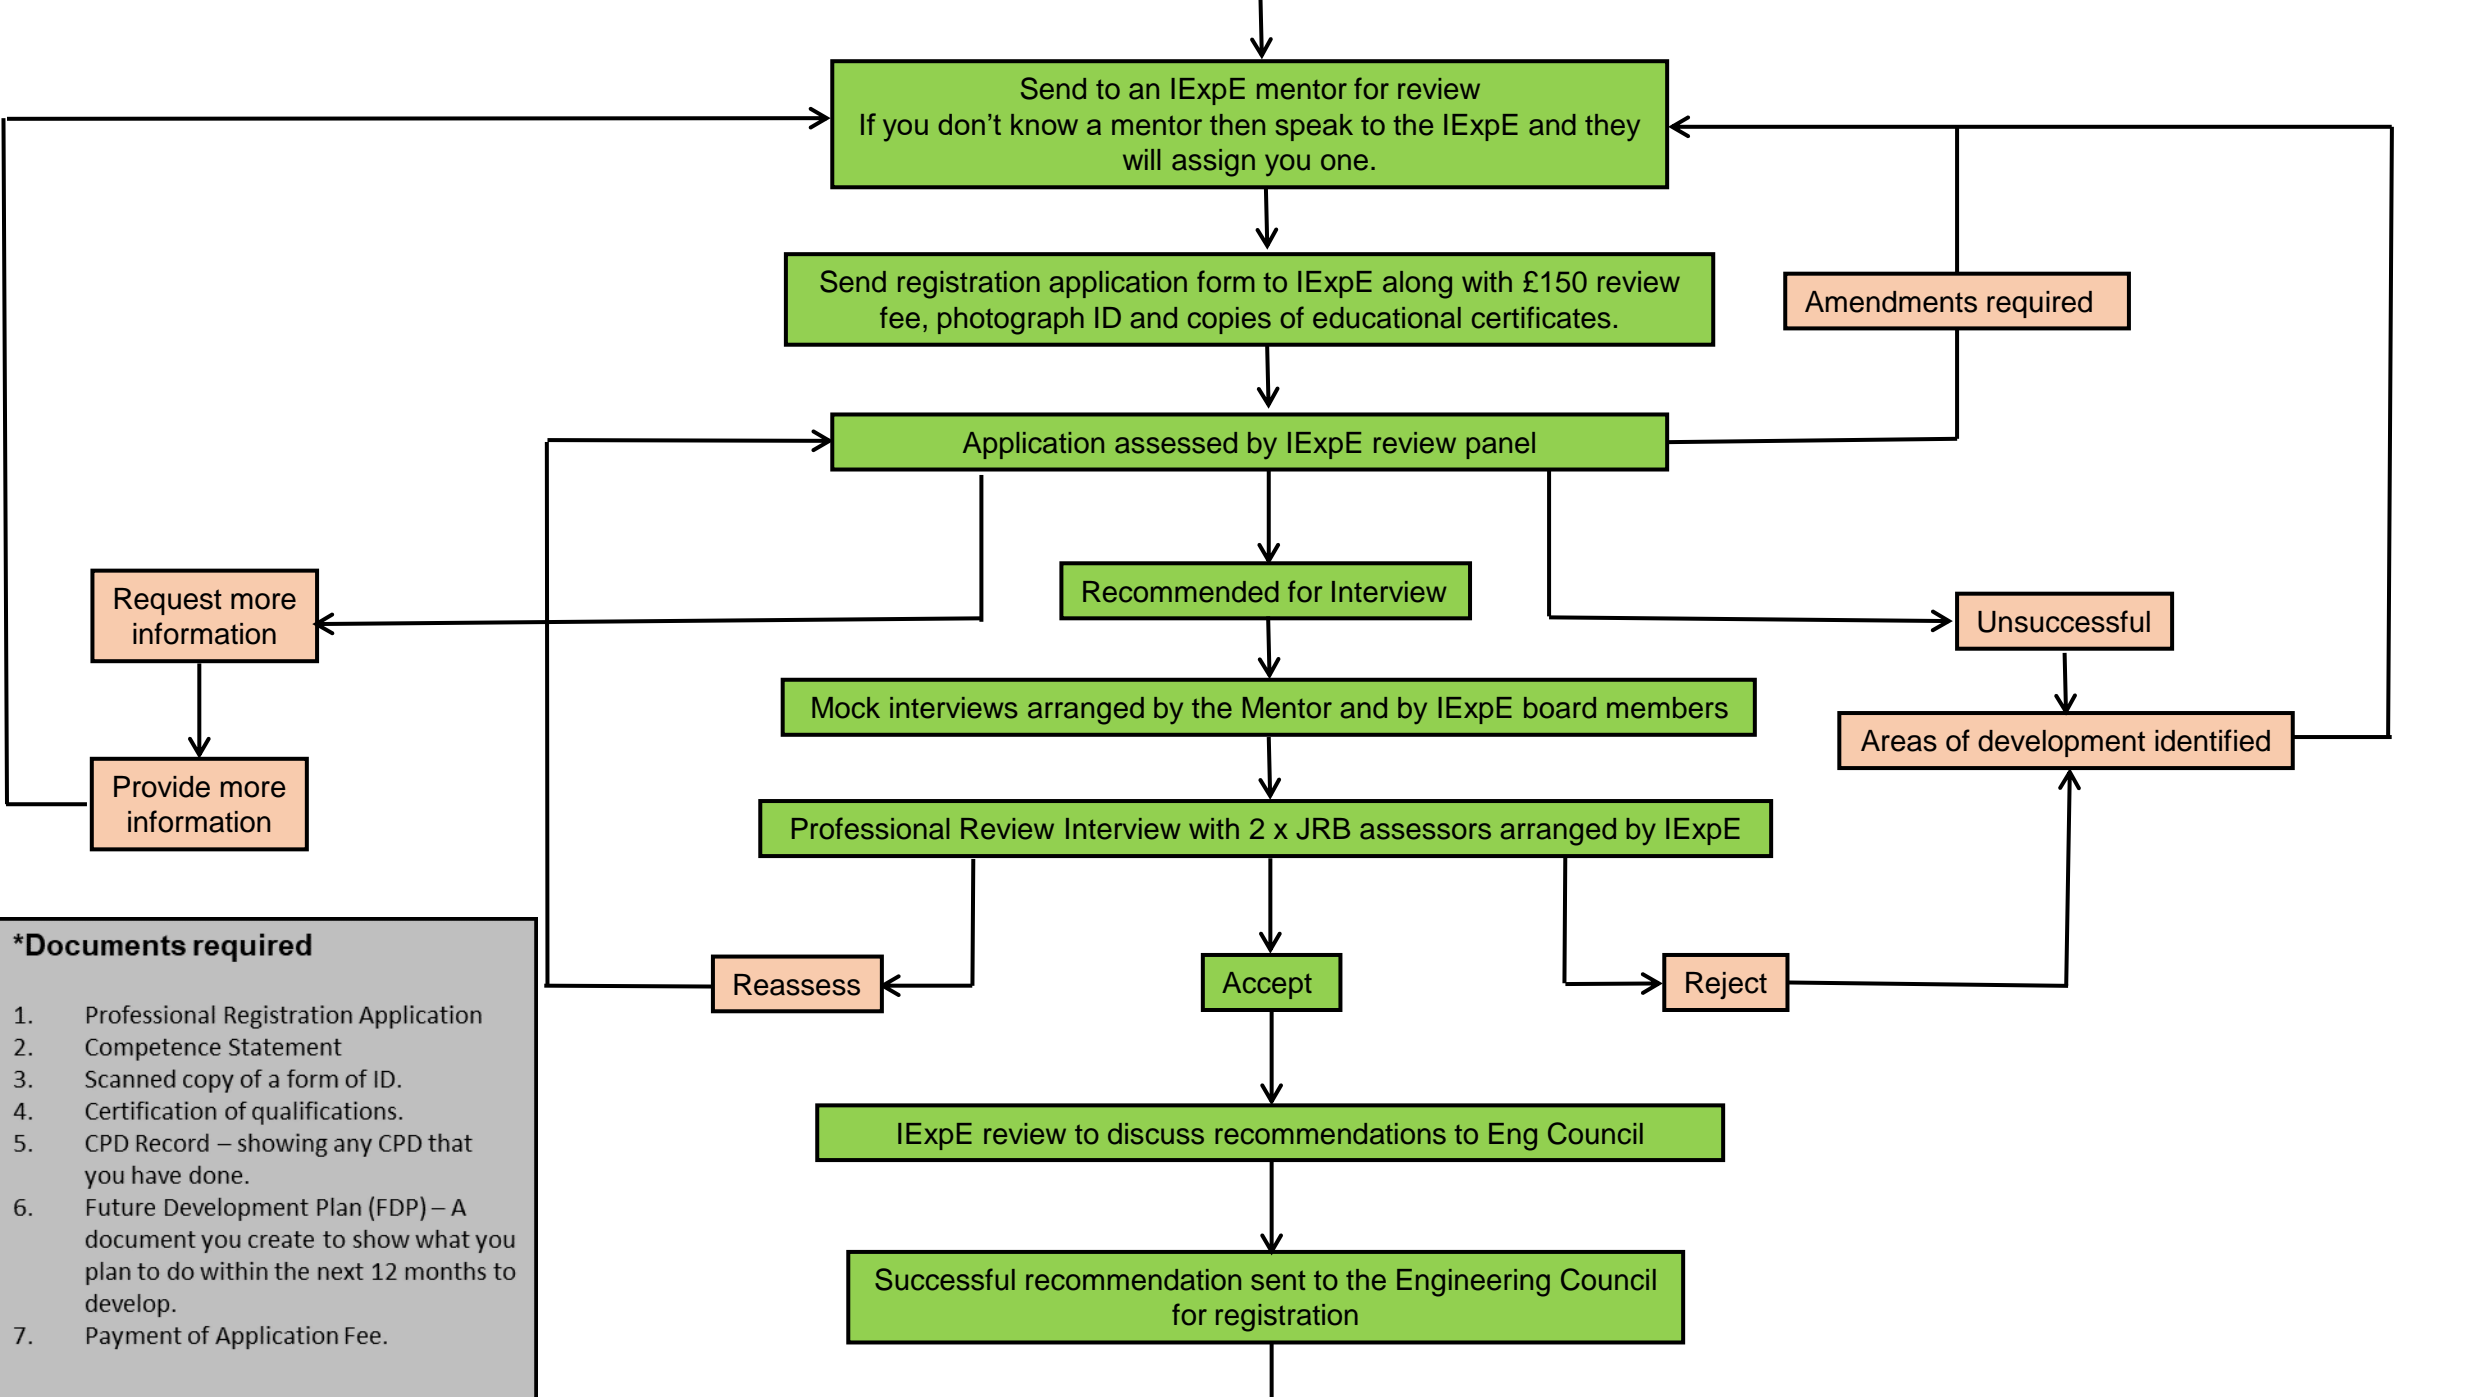 Send to an IExpE mentor for review
If you don't know a mentor then speak to the IExpE and they
will assign you one.
Send registration application form to IExpE along with £150 review
fee, photograph ID and copies of educational certificates.
Amendments required
Application assessed by IExpE review panel
Request more
information
Recommended for Interview
Unsuccessful
Mock interviews arranged by the Mentor and by IExpE board members
Areas of development identified
Provide more
information
Professional Review Interview with 2 x JRB assessors arranged by IExpE
Reassess
Accept
Reject
IExpE review to discuss recommendations to Eng Council
Successful recommendation sent to the Engineering Council
for registration
*Documents required
1. Professional Registration Application
2. Competence Statement
3. Scanned copy of a form of ID.
4. Certification of qualifications.
5. CPD Record – showing any CPD that
you have done.
6. Future Development Plan (FDP) – A
document you create to show what you
plan to do within the next 12 months to
develop.
7. Payment of Application Fee.